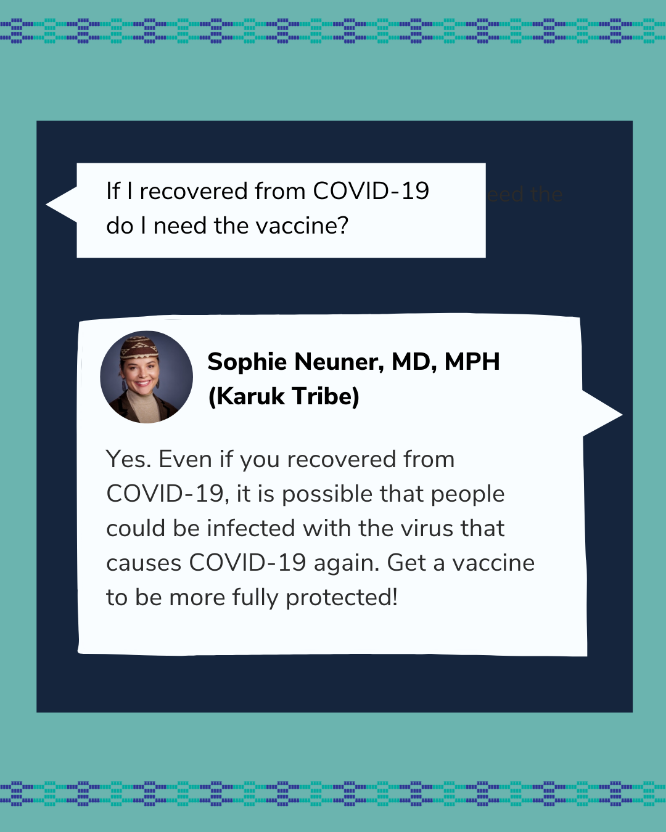 If I recovered from COVID-19
do I need the vaccine?
eed the
Sophie Neuner, MD, MPH
(Karuk Tribe)
Yes. Even if you recovered from
COVID-19, it is possible that people
could be infected with the virus that
causes COVID-19 again. Get a vaccine
to be more fully protected!